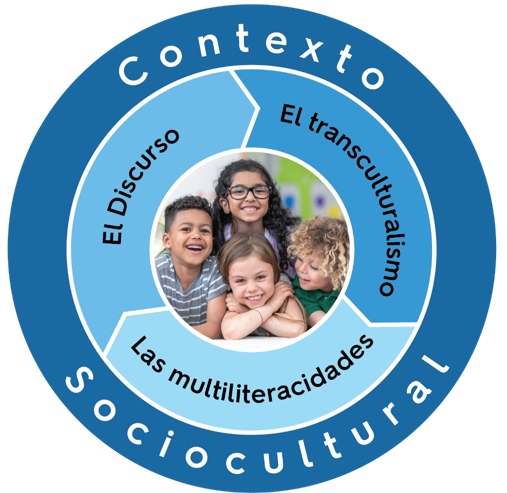 Contexto
El Discurso
El transculturalismo
Las multiliteracidades
Sociocultural